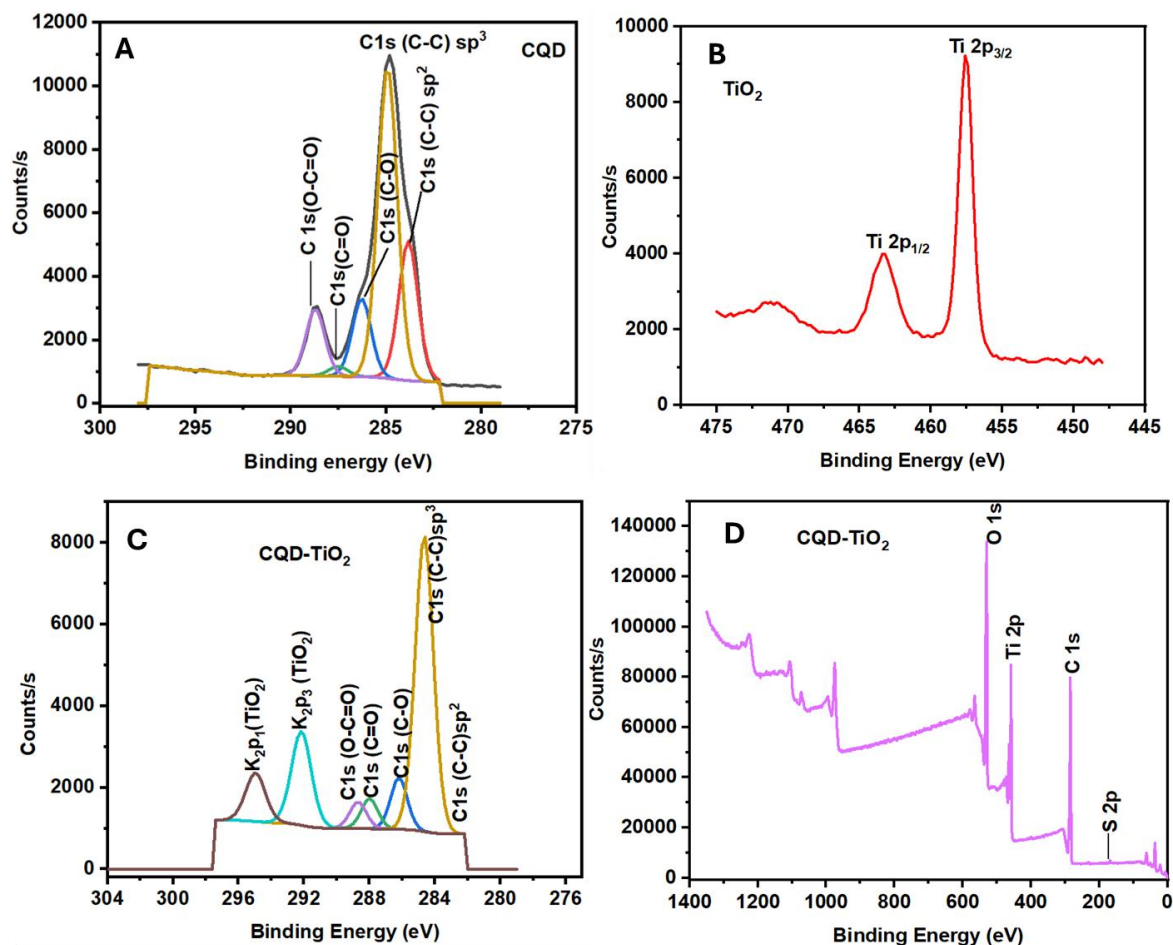 A
CQD
C1s (C-C) sp³
C1s (C-C) sp²
C1s (C-O)
C 1s(O-C=O)
C1s(C=O)
12000
10000
8000
6000
4000
2000
0
Counts/s
300 295 290 285 280 275
Binding energy (eV)
B
TiO₂
Ti 2p₃/₂
Ti 2p₁/₂
10000
8000
6000
4000
2000
0
Counts/s
475 470 465 460 455 450 445
Binding Energy (eV)
C
CQD-TiO₂
K₂p₁(TiO₂)
K₂p₃ (TiO₂)
C1s (O-C=O)
C1s (C=O)
C1s (C-O)
C1s (C-C)sp³
C1s (C-C)sp²
8000
6000
4000
2000
0
Counts/s
304 300 296 292 288 284 280 276
Binding Energy (eV)
D
CQD-TiO₂
O 1s
Ti 2p
C 1s
S 2p
140000
120000
100000
80000
60000
40000
20000
0
Counts/s
1400 1200 1000 800 600 400 200 0
Binding Energy (eV)